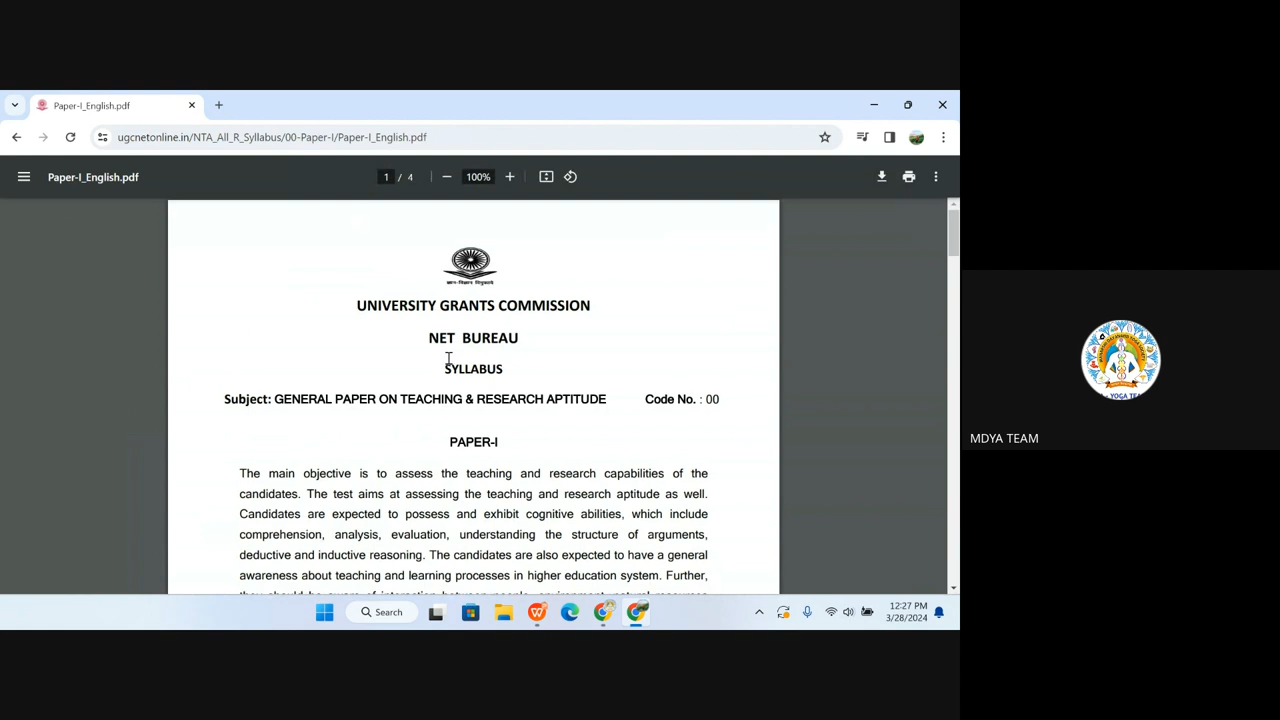 Paper-I_English.pdf
ugcnetonline.in/NTA_All_R_Syllabus/00-Paper-I/Paper-I_English.pdf
Paper-I_English.pdf
1 / 4
100%
ज्ञान-विज्ञान विमुक्तये
UNIVERSITY GRANTS COMMISSION
NET BUREAU
SYLLABUS
Subject: GENERAL PAPER ON TEACHING & RESEARCH APTITUDE Code No. : 00
PAPER-I
The main objective is to assess the teaching and research capabilities of the
candidates. The test aims at assessing the teaching and research aptitude as well.
Candidates are expected to possess and exhibit cognitive abilities, which include
comprehension, analysis, evaluation, understanding the structure of arguments,
deductive and inductive reasoning. The candidates are also expected to have a general
awareness about teaching and learning processes in higher education system. Further,
Search
12:27 PM
3/28/2024
MDYA TEAM